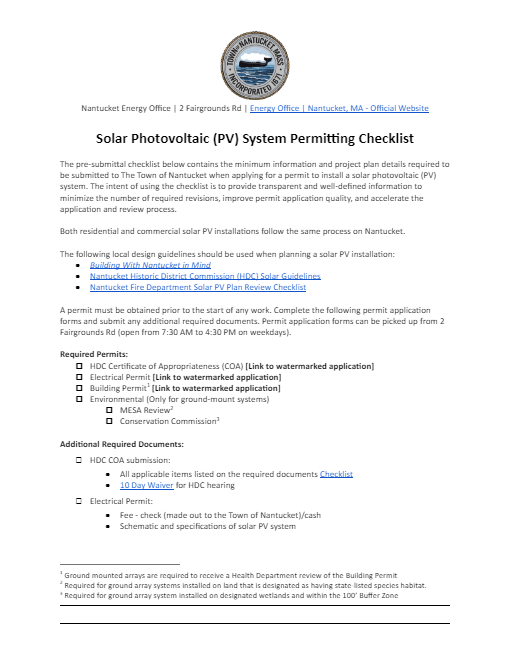 TOWN OF NANTUCKET MASS
INCORPORATED 1671
Nantucket Energy Office | 2 Fairgrounds Rd | Energy Office | Nantucket, MA - Official Website
Solar Photovoltaic (PV) System Permitting Checklist
The pre-submittal checklist below contains the minimum information and project plan details required to
be submitted to The Town of Nantucket when applying for a permit to install a solar photovoltaic (PV)
system. The intent of using the checklist is to provide transparent and well-defined information to
minimize the number of required revisions, improve permit application quality, and accelerate the
application and review process.
Both residential and commercial solar PV installations follow the same process on Nantucket.
The following local design guidelines should be used when planning a solar PV installation:
● Building With Nantucket in Mind
● Nantucket Historic District Commission (HDC) Solar Guidelines
● Nantucket Fire Department Solar PV Plan Review Checklist
A permit must be obtained prior to the start of any work. Complete the following permit application
forms and submit any additional required documents. Permit application forms can be picked up from 2
Fairgrounds Rd (open from 7:30 AM to 4:30 PM on weekdays).
Required Permits:
☐ HDC Certificate of Appropriateness (COA) [Link to watermarked application]
☐ Electrical Permit [Link to watermarked application]
☐ Building Permit¹ [Link to watermarked application]
☐ Environmental (Only for ground-mount systems)
☐ MESA Review²
☐ Conservation Commission³
Additional Required Documents:
☐ HDC COA submission:
● All applicable items listed on the required documents Checklist
● 10 Day Waiver for HDC hearing
☐ Electrical Permit:
● Fee - check (made out to the Town of Nantucket)/cash
● Schematic and specifications of solar PV system
¹ Ground mounted arrays are required to receive a Health Department review of the Building Permit
² Required for ground array systems installed on land that is designated as having state-listed species habitat.
³ Required for ground array system installed on designated wetlands and within the 100' Buffer Zone